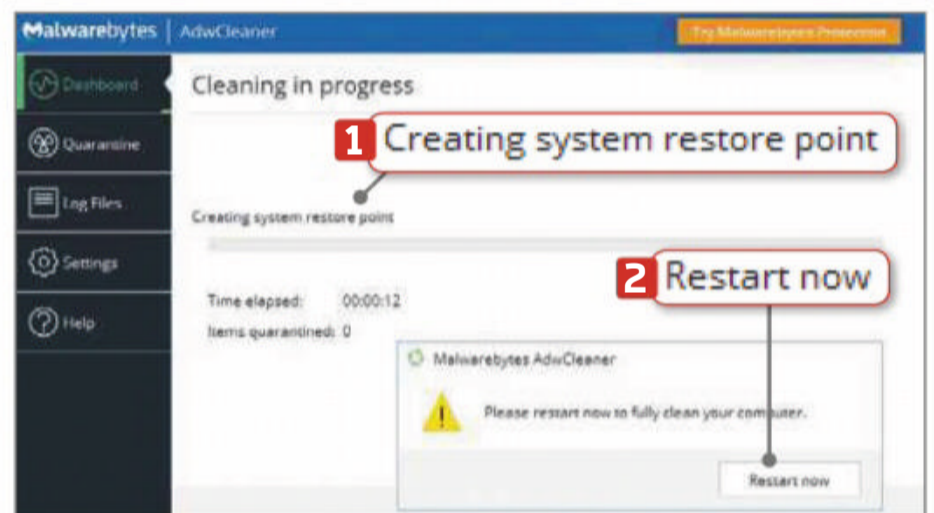 Malwarebytes | AdwCleaner
Try Malwarebytes Protection
Dashboard
Quarantine
Log Files
Settings
Help
Cleaning in progress
1 Creating system restore point
Creating system restore point
2 Restart now
Time elapsed: 00:00:12
Items quarantined: 0
Malwarebytes AdwCleaner
Please restart now to fully clean your computer.
Restart now